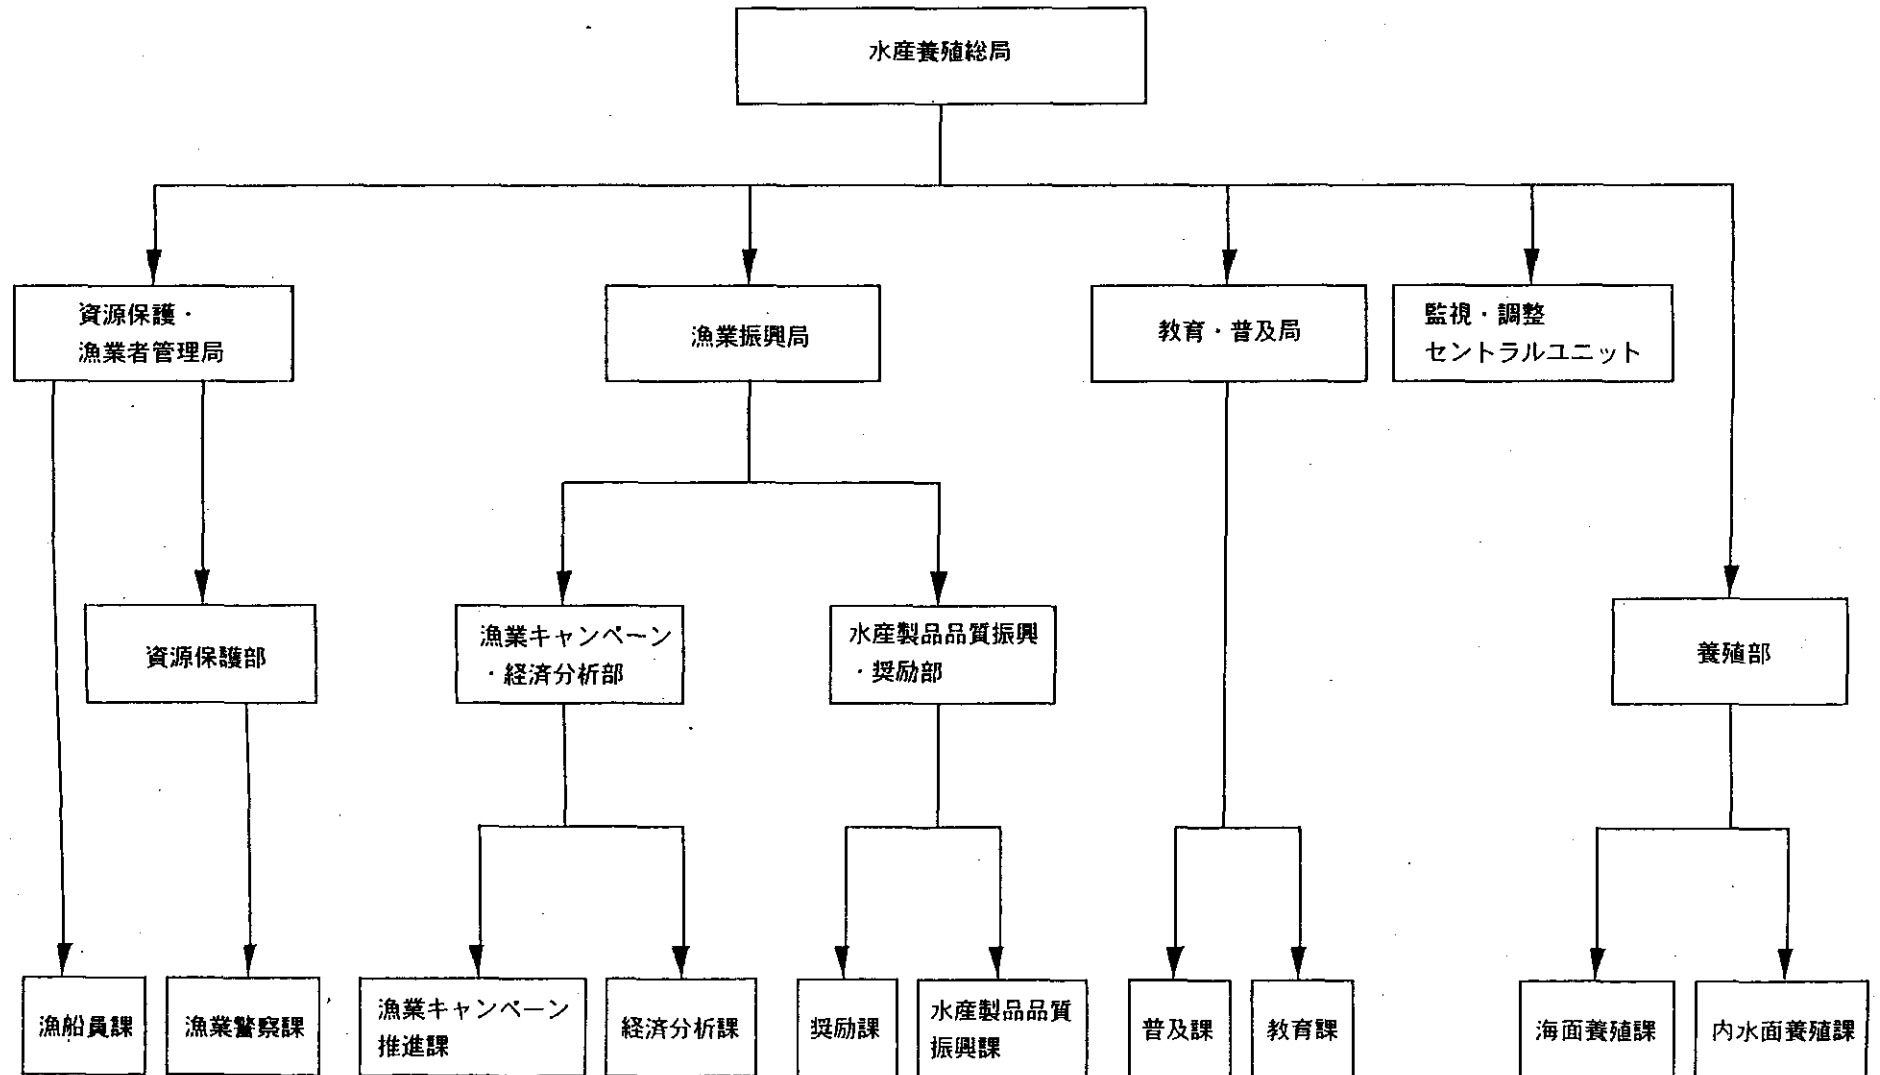 水産養殖総局
資源保護・
漁業者管理局
漁業振興局
教育・普及局
監視・調整
セントラルユニット
資源保護部
漁業キャンペーン
・経済分析部
水産製品品質振興
・奨励部
養殖部
漁船員課
漁業警察課
漁業キャンペーン
推進課
経済分析課
奨励課
水産製品品質
振興課
普及課
教育課
海面養殖課
内水面養殖課